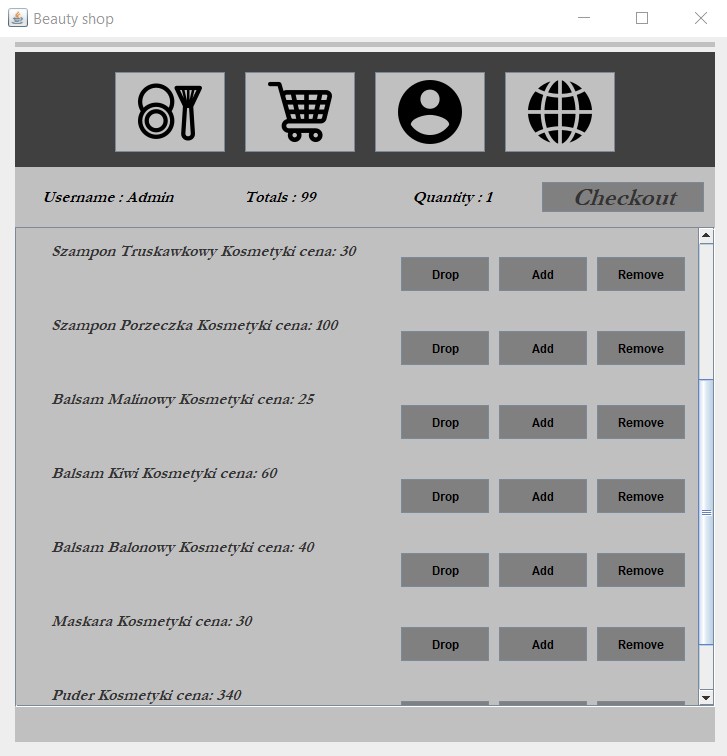 Beauty shop
Username : Admin Totals : 99 Quantity : 1 Checkout
Szampon Truskawkowy Kosmetyki cena: 30
Drop Add Remove
Szampon Porzeczka Kosmetyki cena: 100
Drop Add Remove
Balsam Malinowy Kosmetyki cena: 25
Drop Add Remove
Balsam Kiwi Kosmetyki cena: 60
Drop Add Remove
Balsam Balonowy Kosmetyki cena: 40
Drop Add Remove
Maskara Kosmetyki cena: 30
Drop Add Remove
Puder Kosmetyki cena: 340